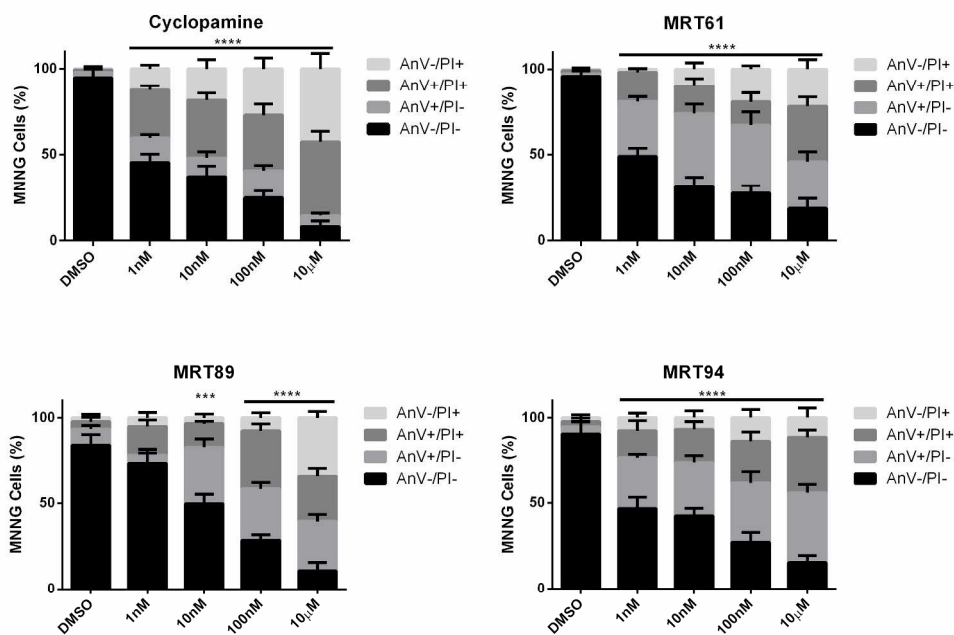 Cyclopamine
****
MNNG Cells (%)
100
50
0
DMSO
1nM
10nM
100nM
10µM
AnV-/PI+
AnV+/PI+
AnV+/PI-
AnV-/PI-
MRT61
****
MNNG Cells (%)
100
50
0
DMSO
1nM
10nM
100nM
10µM
AnV-/PI+
AnV+/PI+
AnV+/PI-
AnV-/PI-
MRT89
***
****
MNNG Cells (%)
100
50
0
DMSO
1nM
10nM
100nM
10µM
AnV-/PI+
AnV+/PI+
AnV+/PI-
AnV-/PI-
MRT94
****
MNNG Cells (%)
100
50
0
DMSO
1nM
10nM
100nM
10µM
AnV-/PI+
AnV+/PI+
AnV+/PI-
AnV-/PI-